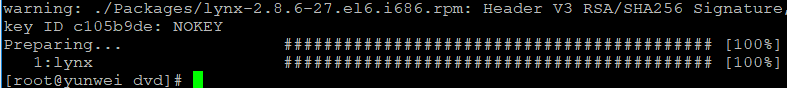 warning: ./Packages/lynx-2.8.6-27.el6.i686.rpm: Header V3 RSA/SHA256 Signature,
key ID c105b9de: NOKEY
Preparing...                ########################################### [100%]
   1:lynx                   ########################################### [100%]
[root@yunwei dvd]#